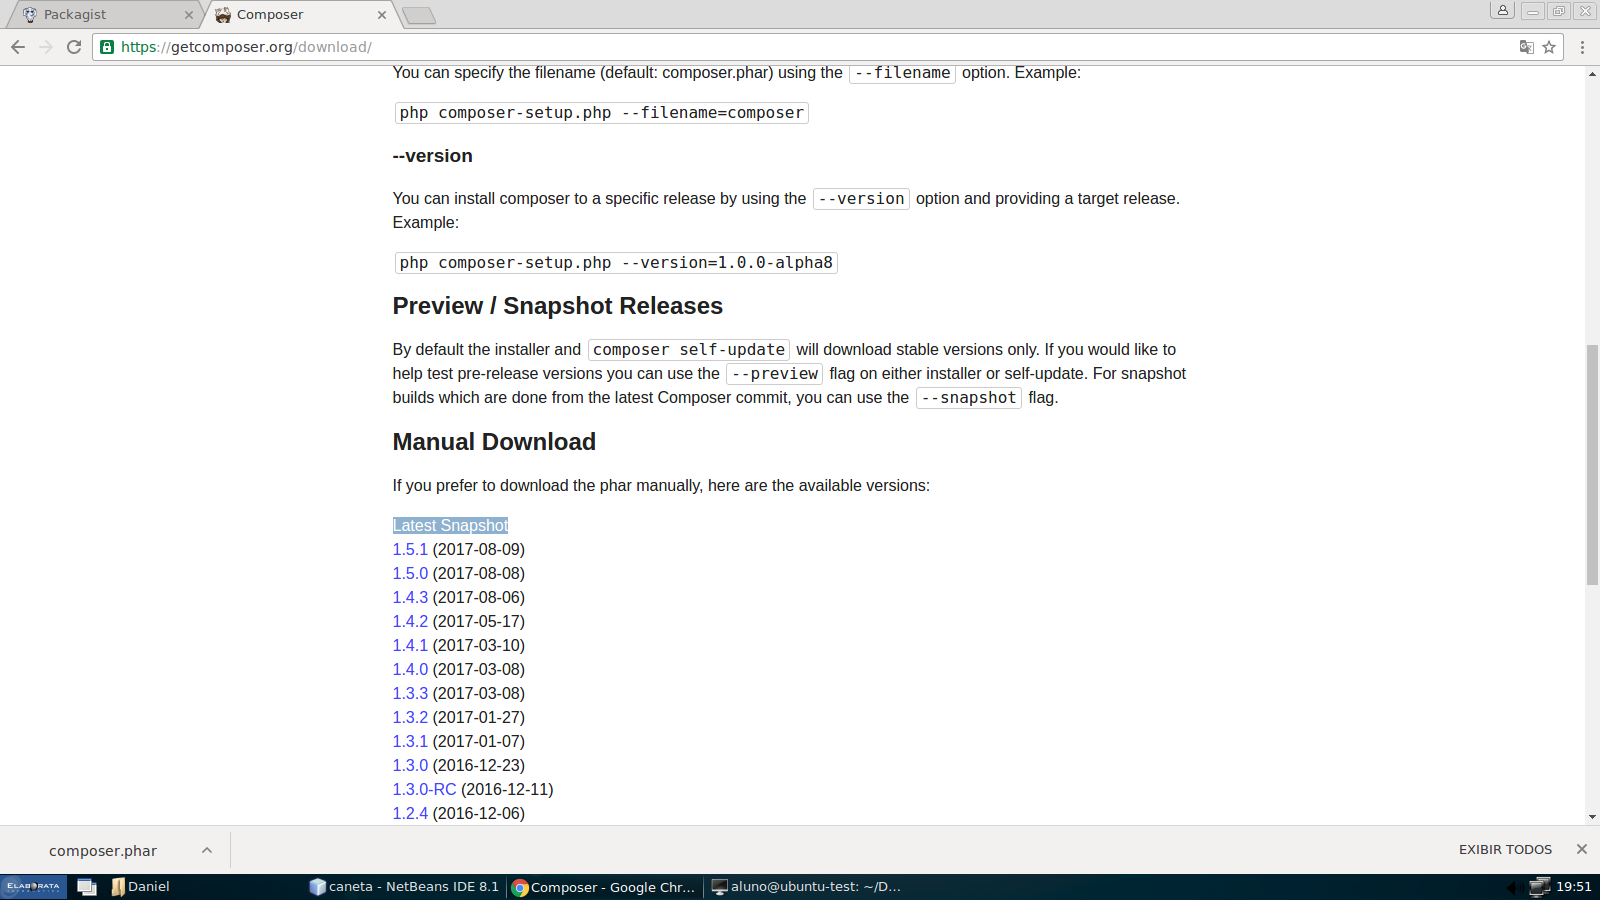 Packagist
Composer
https://getcomposer.org/download/
You can specify the filename (default: composer.phar) using the --filename option. Example:
php composer-setup.php --filename=composer
--version
You can install composer to a specific release by using the --version option and providing a target release.
Example:
php composer-setup.php --version=1.0.0-alpha8
Preview / Snapshot Releases
By default the installer and composer self-update will download stable versions only. If you would like to
help test pre-release versions you can use the --preview flag on either installer or self-update. For snapshot
builds which are done from the latest Composer commit, you can use the --snapshot flag.
Manual Download
If you prefer to download the phar manually, here are the available versions:
Latest Snapshot
1.5.1 (2017-08-09)
1.5.0 (2017-08-08)
1.4.3 (2017-08-06)
1.4.2 (2017-05-17)
1.4.1 (2017-03-10)
1.4.0 (2017-03-08)
1.3.3 (2017-03-08)
1.3.2 (2017-01-27)
1.3.1 (2017-01-07)
1.3.0 (2016-12-23)
1.3.0-RC (2016-12-11)
1.2.4 (2016-12-06)
composer.phar
EXIBIR TODOS
ELABORATA
Daniel
caneta - NetBeans IDE 8.1
Composer - Google Chr...
aluno@ubuntu-test: ~/D...
19:51